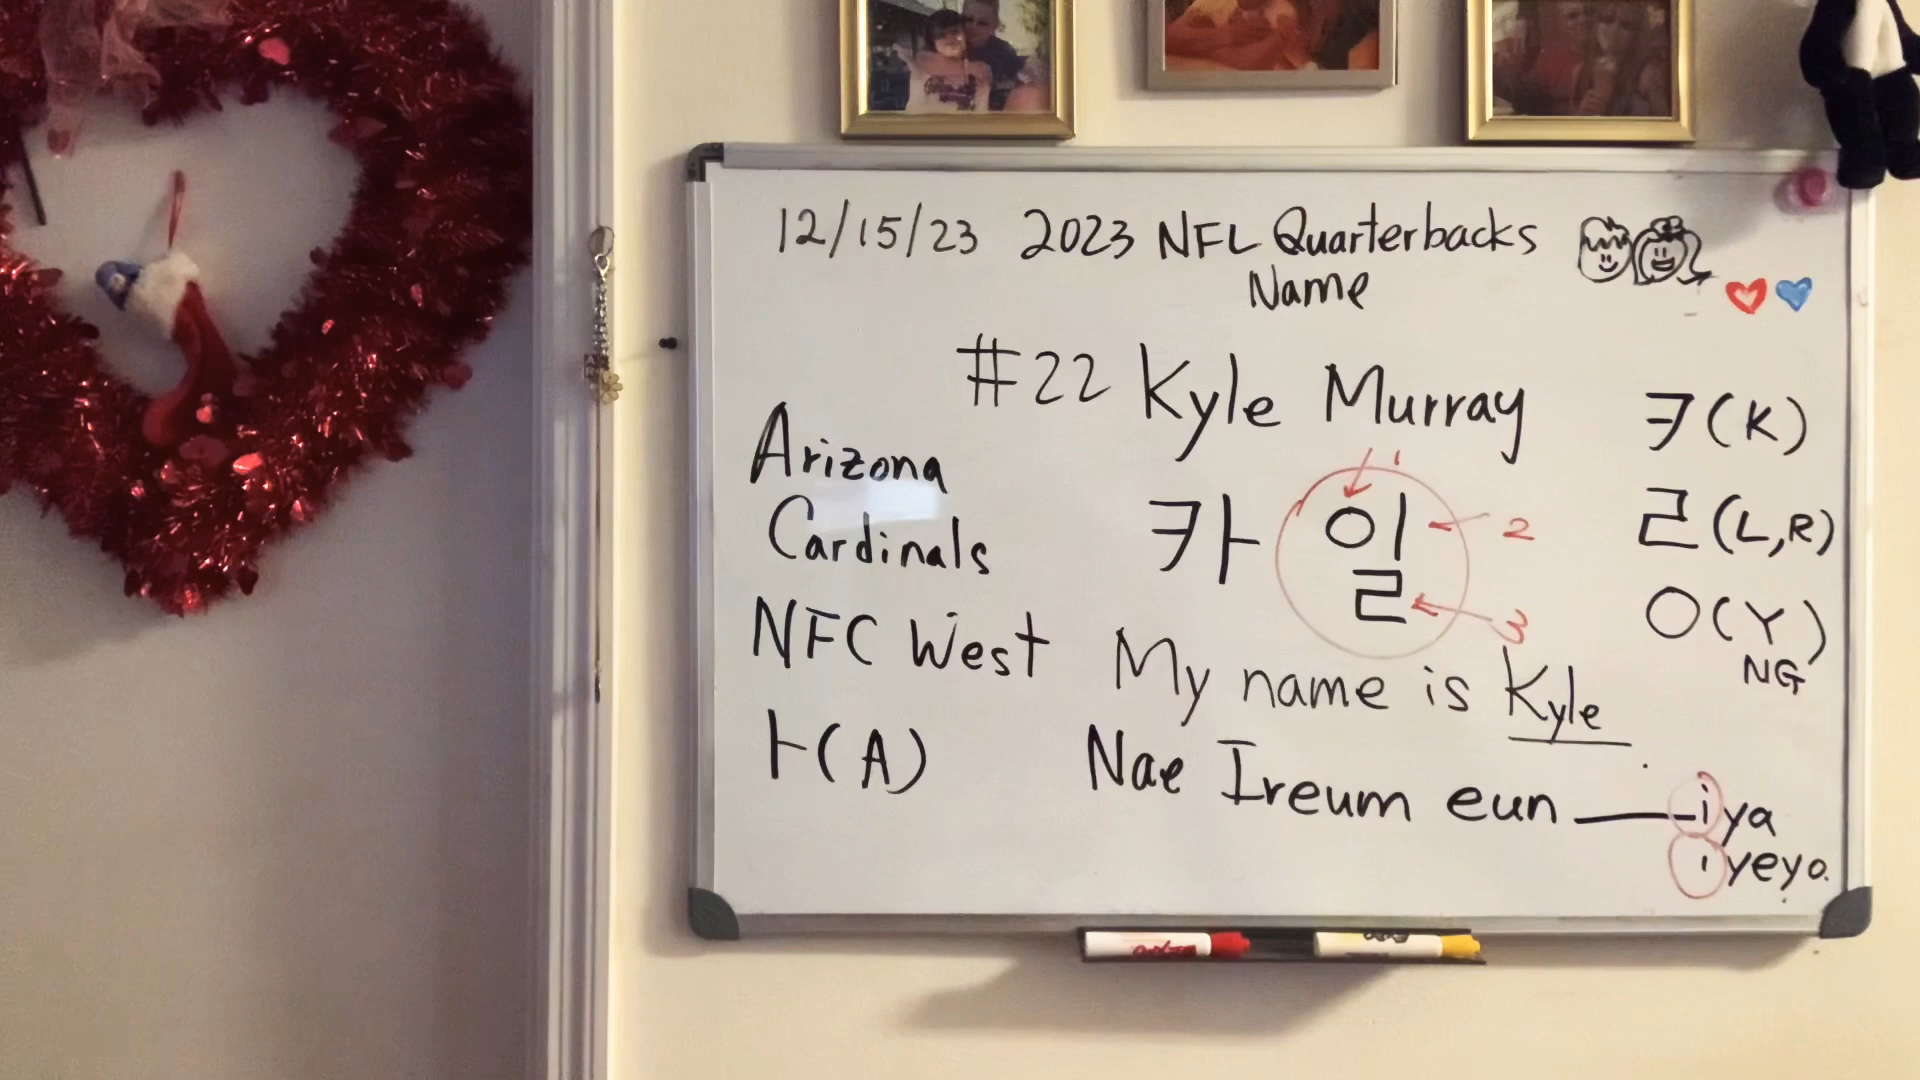 12/15/23 2023 NFL Quarterbacks
Name
#22 Kyle Murray
Arizona
Cardinals
NFC West
ㅏ(A)
1
카 일
2
3
My name is Kyle
Nae Ireum eun ____iya
iyeyo.
ㅋ(K)
ㄹ(L,R)
ㅇ(Y)
NG